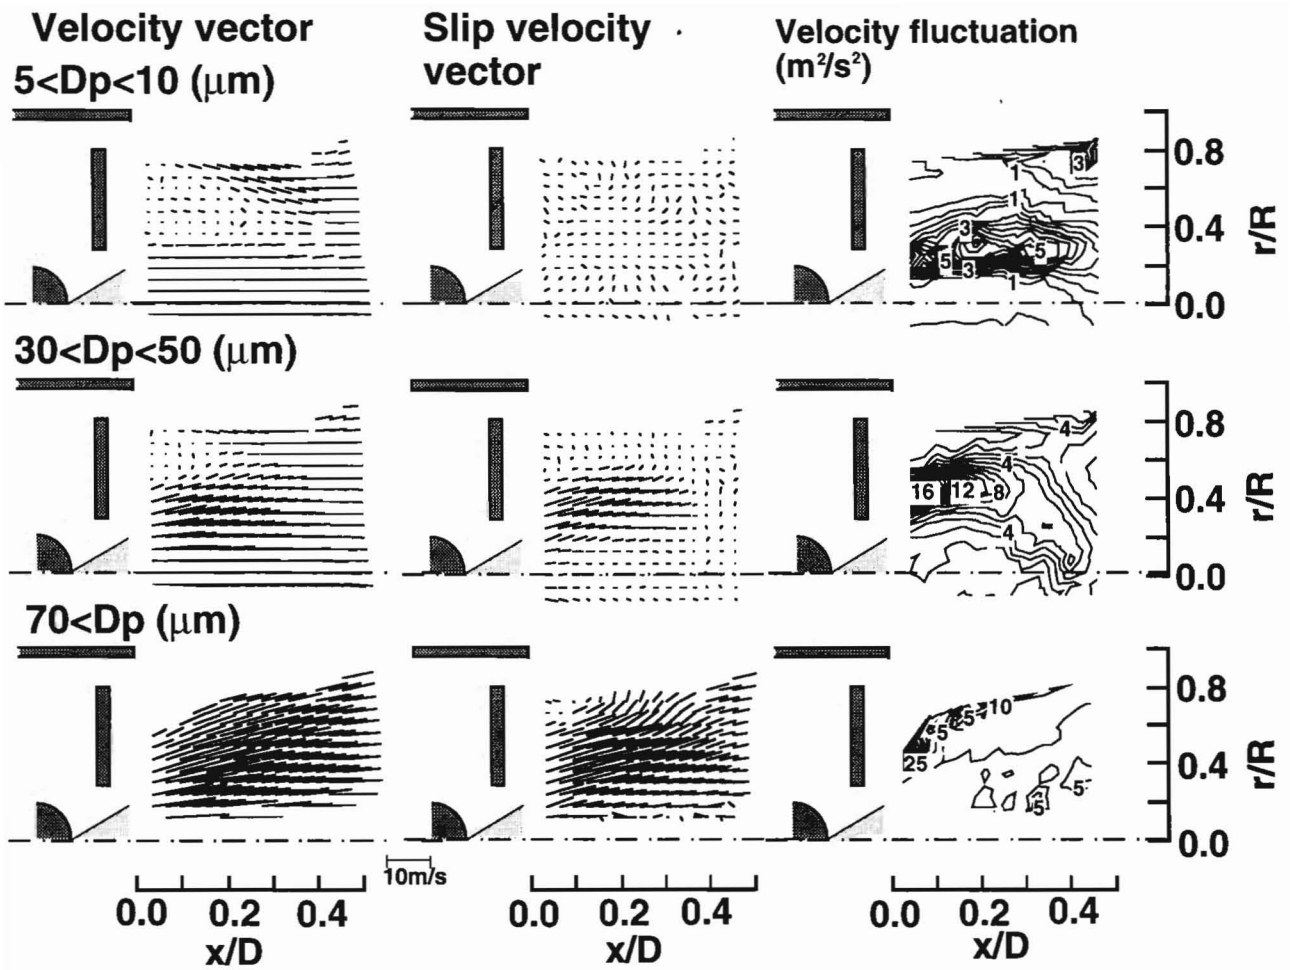 Velocity vector
Slip velocity
vector
Velocity fluctuation
(m²/s²)
5<Dp<10 (μm)
1
3
1
3
5
5
3
1
0.8
0.4
0.0
r/R
30<Dp<50 (μm)
4
4
16
12
8
4
0.8
0.4
0.0
r/R
70<Dp (μm)
10
5
5
25
5
5
0.8
0.4
0.0
r/R
10m/s
0.0 0.2 0.4
x/D
0.0 0.2 0.4
x/D
0.0 0.2 0.4
x/D